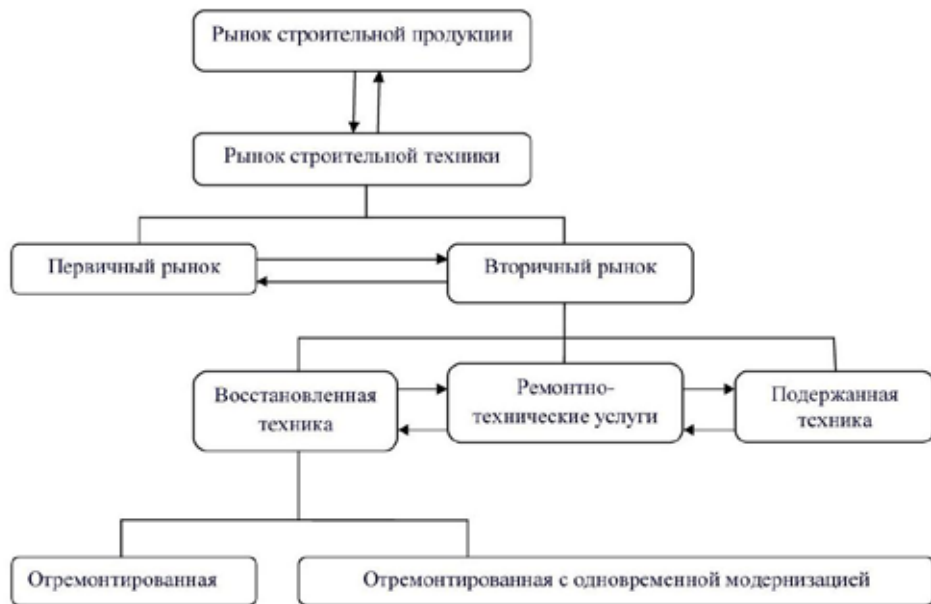 Рынок строительной продукции
Рынок строительной техники
Первичный рынок
Вторичный рынок
Восстановленная
техника
Ремонтно-
технические услуги
Подержанная
техника
Отремонтированная
Отремонтированная с одновременной модернизацией